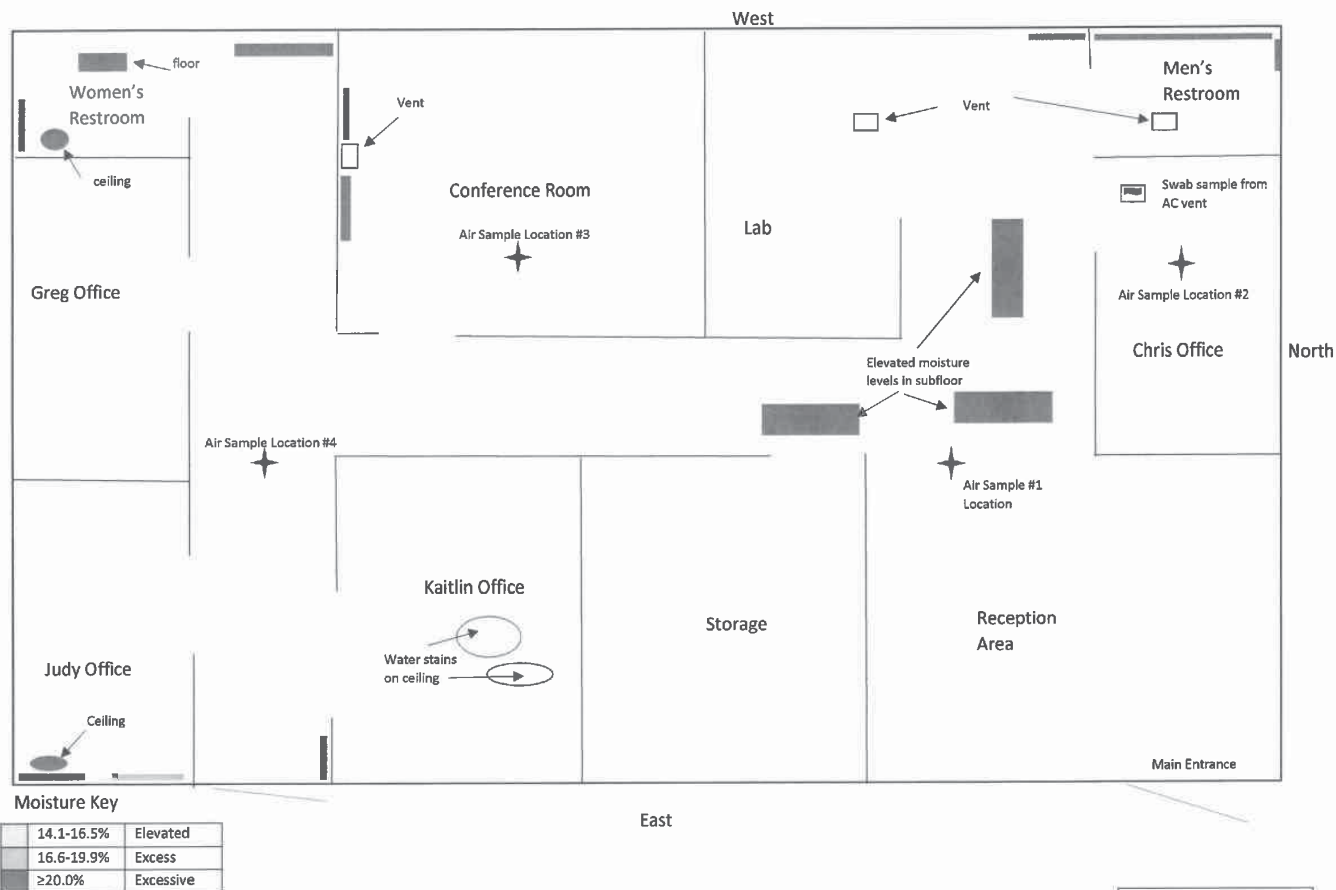 West
floor
Women's
Restroom
ceiling
Vent
Vent
Men's
Restroom
Swab sample from
AC vent
Conference Room
Air Sample Location #3
Lab
Greg Office
Air Sample Location #2
Chris Office
North
Elevated moisture
levels in subfloor
Air Sample Location #4
Air Sample #1
Location
Kaitlin Office
Water stains
on ceiling
Storage
Reception
Area
Judy Office
Ceiling
Main Entrance
East
Moisture Key
14.1-16.5% Elevated
16.6-19.9% Excess
≥20.0% Excessive